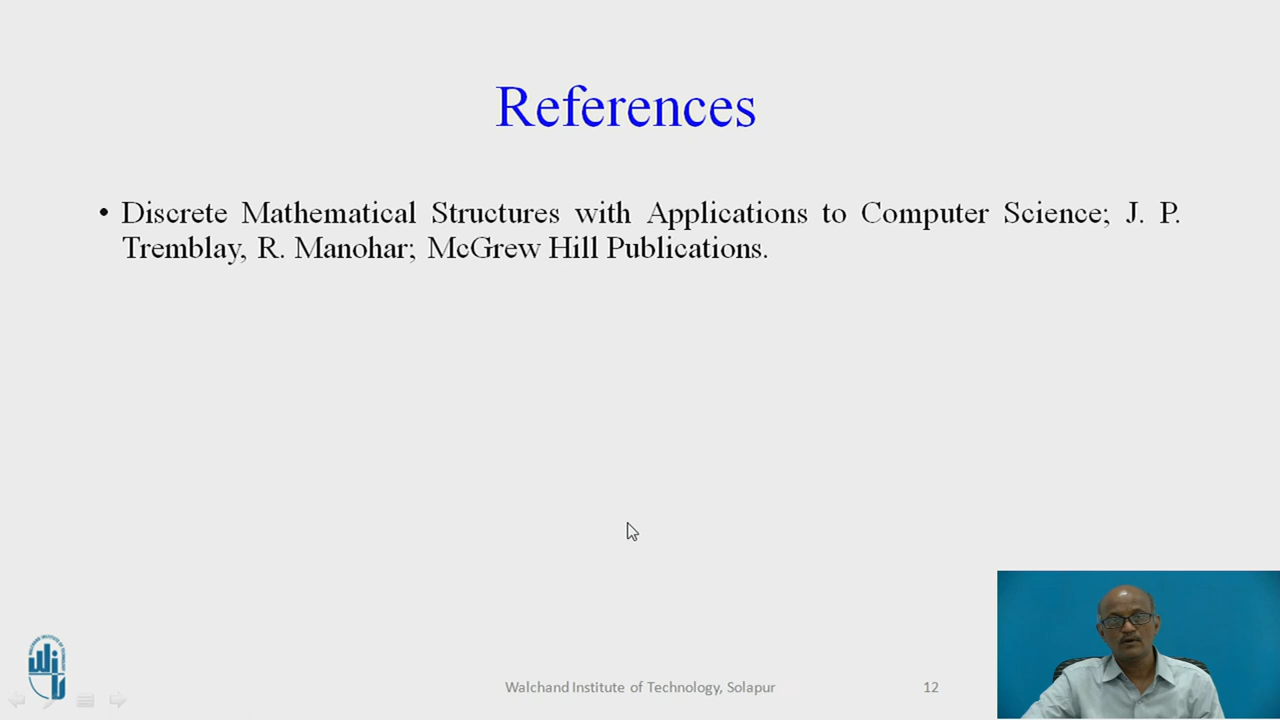 References
• Discrete Mathematical Structures with Applications to Computer Science; J. P.
Tremblay, R. Manohar; McGrew Hill Publications.
WIT
Walchand Institute of Technology, Solapur
12